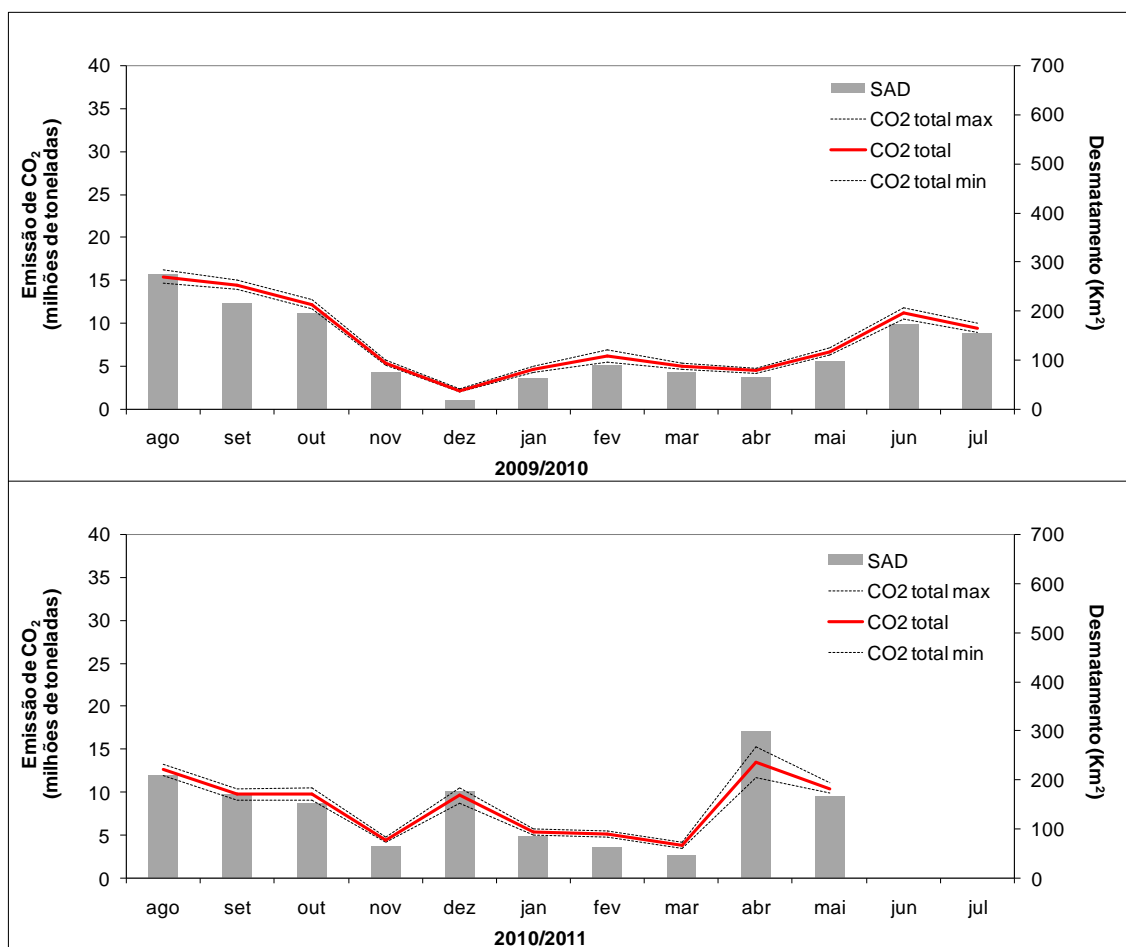 Emissão de CO2
(milhões de toneladas)
40
35
30
25
20
15
10
5
0
700
600
500
400
300
200
100
0
Desmatamento (Km²)
SAD
CO2 total max
CO2 total
CO2 total min
ago set out nov dez jan fev mar abr mai jun jul
2009/2010
Emissão de CO2
(milhões de toneladas)
40
35
30
25
20
15
10
5
0
700
600
500
400
300
200
100
0
Desmatamento (Km²)
SAD
CO2 total max
CO2 total
CO2 total min
ago set out nov dez jan fev mar abr mai jun jul
2010/2011